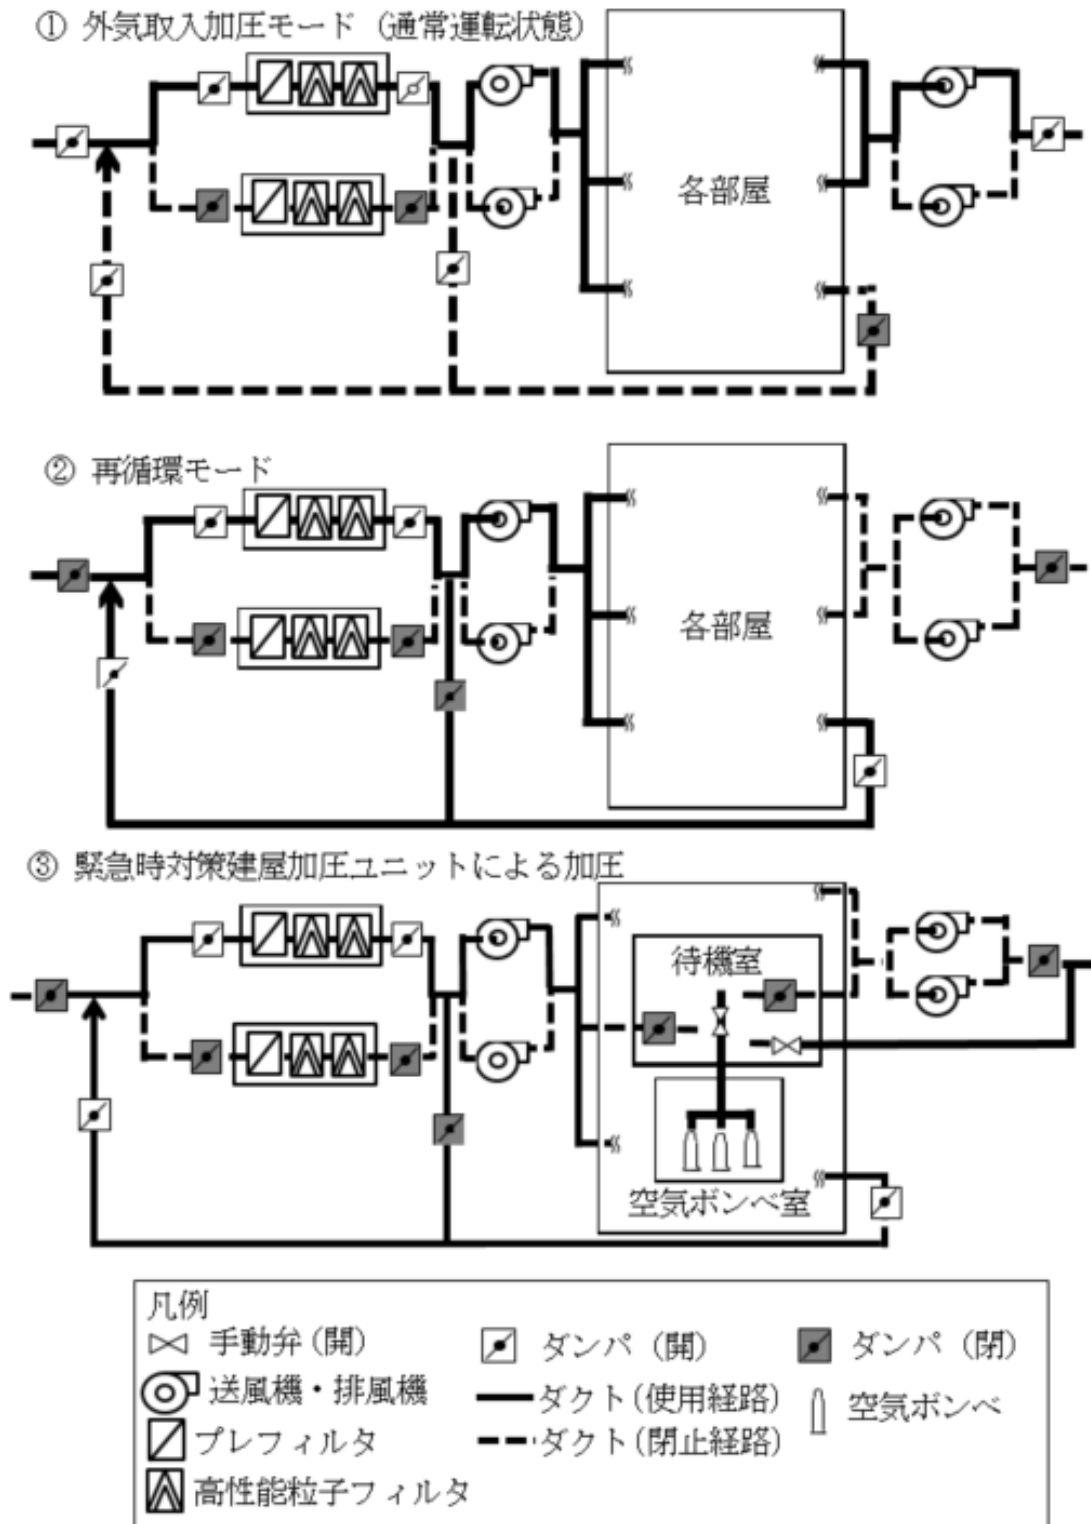 ① 外気取入加圧モード (通常運転状態)
各部屋
② 再循環モード
各部屋
③ 緊急時対策建屋加圧ユニットによる加圧
待機室
空気ボンベ室
凡例
手動弁(開)
ダンパ (開)
ダンパ (閉)
送風機・排風機
ダクト(使用経路)
空気ボンベ
プレフィルタ
ダクト(閉止経路)
高性能粒子フィルタ